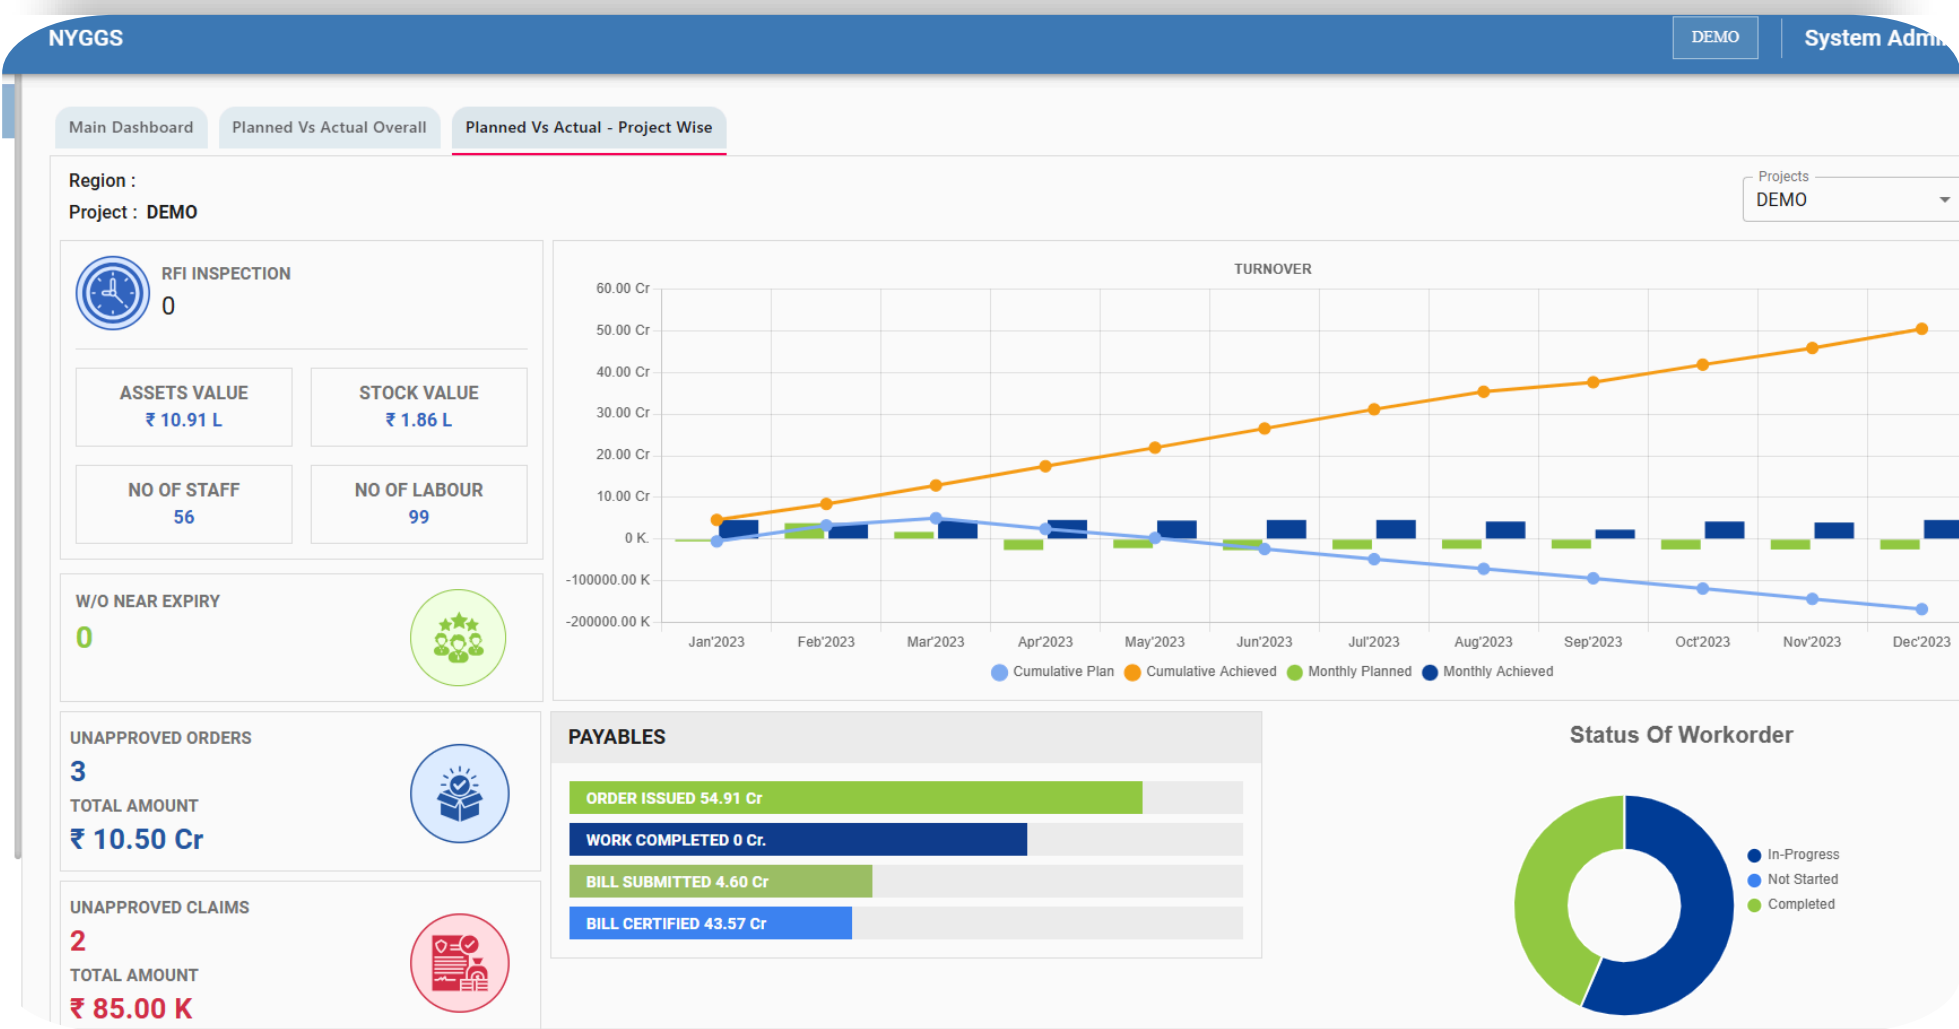 NYGGS
DEMO
System Admi
Main Dashboard
Planned Vs Actual Overall
Planned Vs Actual - Project Wise
Region :
Project : DEMO
Projects
DEMO
RFI INSPECTION
0
ASSETS VALUE
₹ 10.91 L
STOCK VALUE
₹ 1.86 L
NO OF STAFF
56
NO OF LABOUR
99
W/O NEAR EXPIRY
0
UNAPPROVED ORDERS
3
TOTAL AMOUNT
₹ 10.50 Cr
UNAPPROVED CLAIMS
2
TOTAL AMOUNT
₹ 85.00 K
TURNOVER
60.00 Cr
50.00 Cr
40.00 Cr
30.00 Cr
20.00 Cr
10.00 Cr
0 K.
-100000.00 K
-200000.00 K
Jan'2023
Feb'2023
Mar'2023
Apr'2023
May'2023
Jun'2023
Jul'2023
Aug'2023
Sep'2023
Oct'2023
Nov'2023
Dec'2023
Cumulative Plan
Cumulative Achieved
Monthly Planned
Monthly Achieved
PAYABLES
ORDER ISSUED 54.91 Cr
WORK COMPLETED 0 Cr.
BILL SUBMITTED 4.60 Cr
BILL CERTIFIED 43.57 Cr
Status Of Workorder
In-Progress
Not Started
Completed